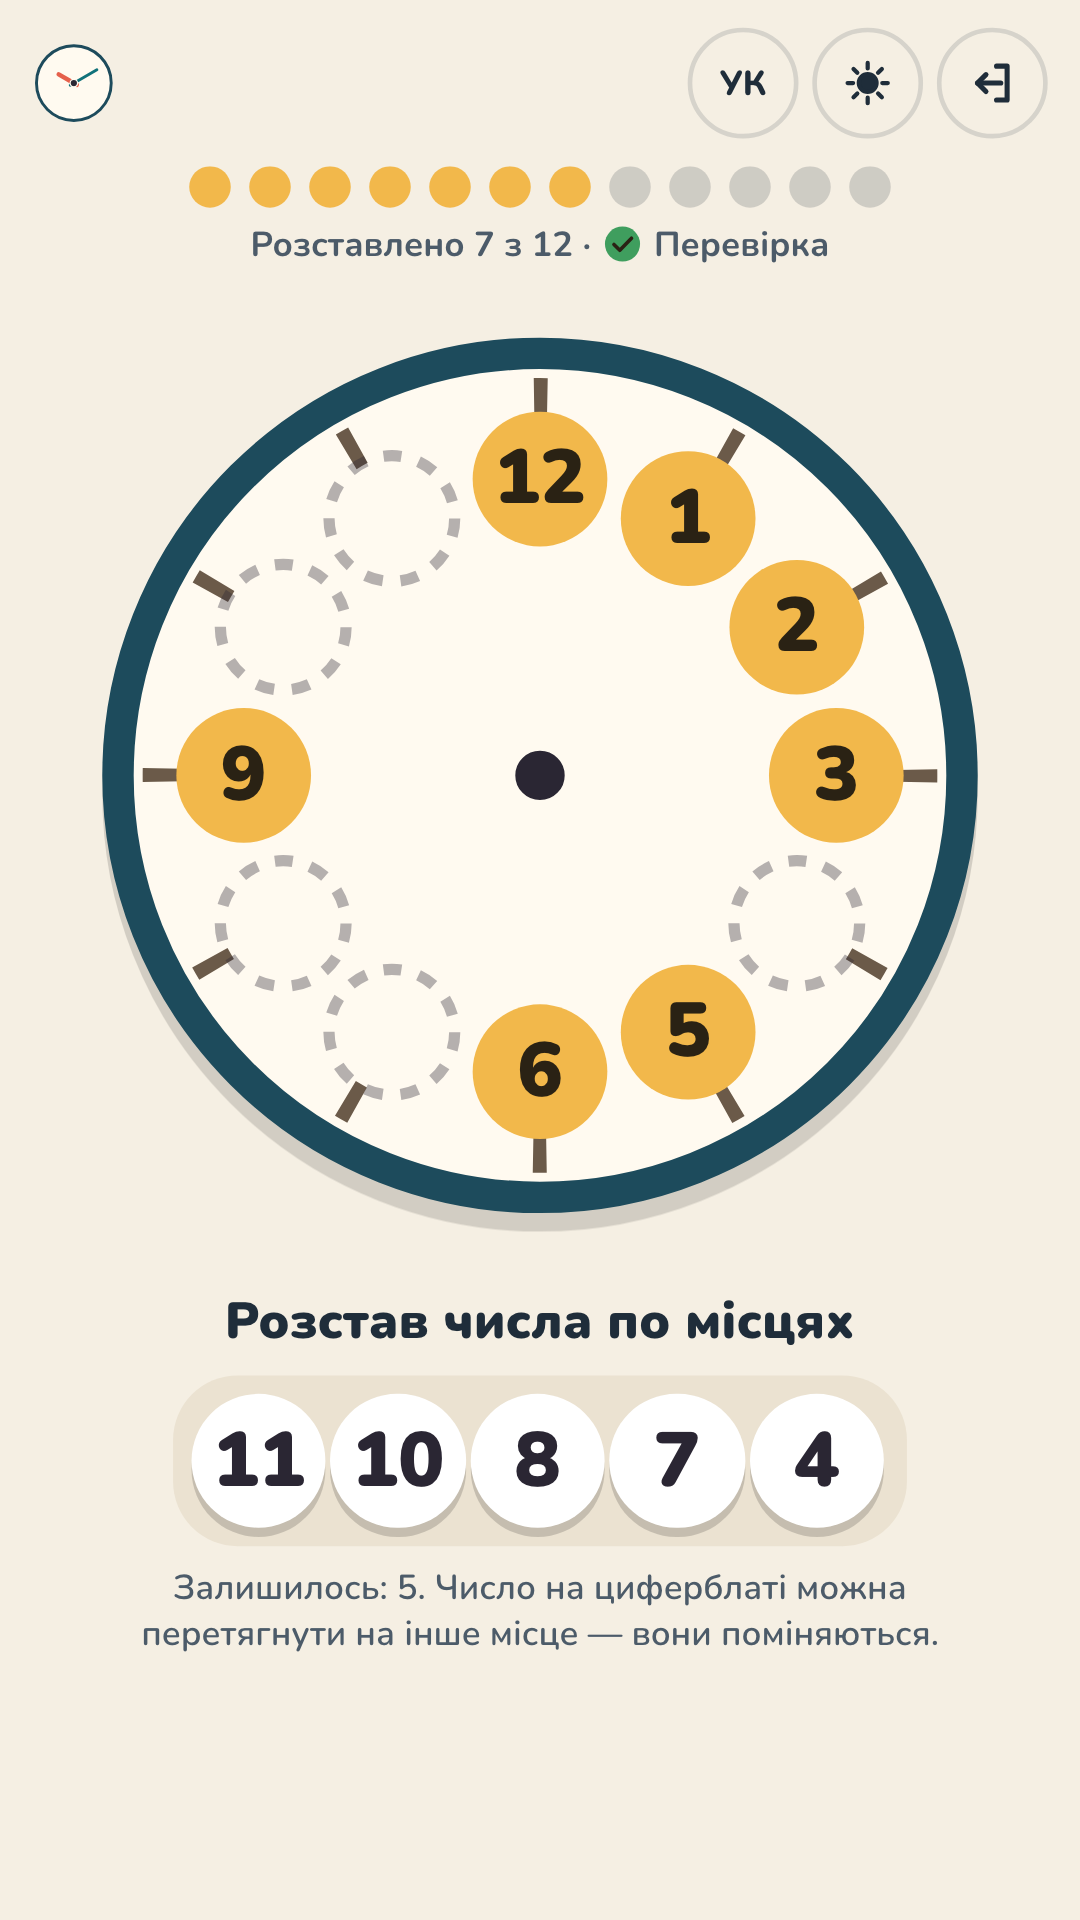 УК
Розставлено 7 з 12 · Перевірка
12
1
2
9
3
5
6
Розстав числа по місцях
11 10 8 7 4
Залишилось: 5. Число на циферблаті можна
перетягнути на інше місце — вони поміняються.